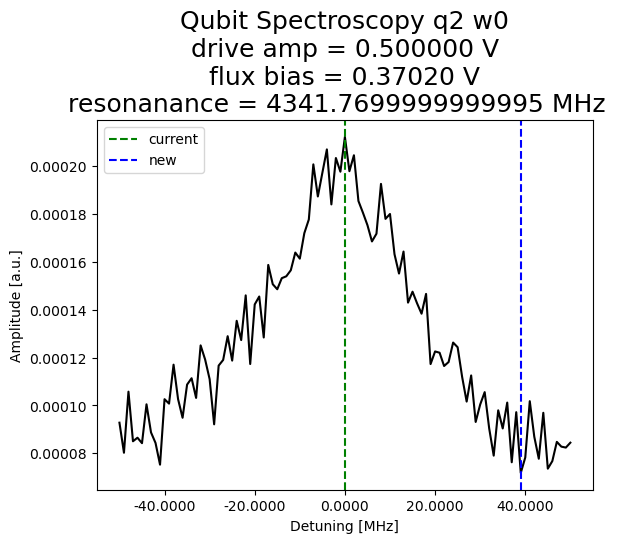 Qubit Spectroscopy q2 w0
drive amp = 0.500000 V
flux bias = 0.37020 V
resonanance = 4341.7699999999995 MHz
current
new
0.00020
0.00018
0.00016
0.00014
0.00012
0.00010
0.00008
Amplitude [a.u.]
-40.0000 -20.0000 0.0000 20.0000 40.0000
Detuning [MHz]